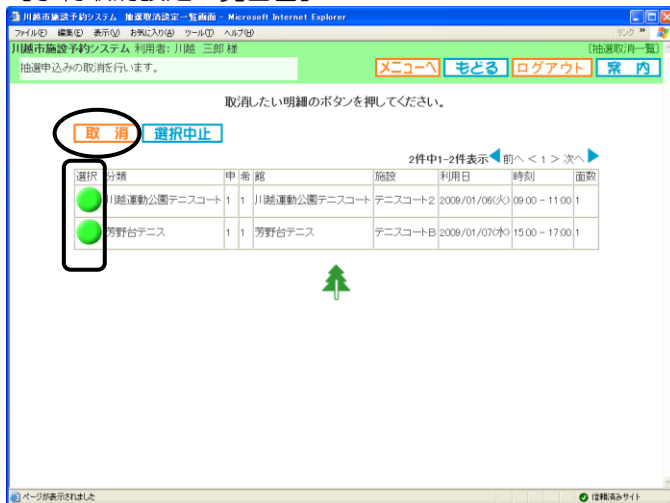 川越市施設予約システム 抽選取消設定一覧画面 - Microsoft Internet Explorer
ファイル(F) 編集(E) 表示(V) お気に入り(A) ツール(T) ヘルプ(H) リンク »
川越市施設予約システム 利用者: 川越 三郎 様 〔抽選取消一覧〕
抽選申込みの取消を行います。 メニューへ もどる ログアウト 案 内
取消したい明細のボタンを押してください。
取 消 選択中止
2件中1-2件表示 前へ < 1 > 次へ
選択 分類 申 希 館 施設 利用日 時刻 面数
川越運動公園テニスコート 1 1 川越運動公園テニスコート テニスコート2 2009/01/06(火) 09:00 - 11:00 1
芳野台テニス 1 1 芳野台テニス テニスコートB 2009/01/07(水) 15:00 - 17:00 1
ページが表示されました 信頼済みサイト